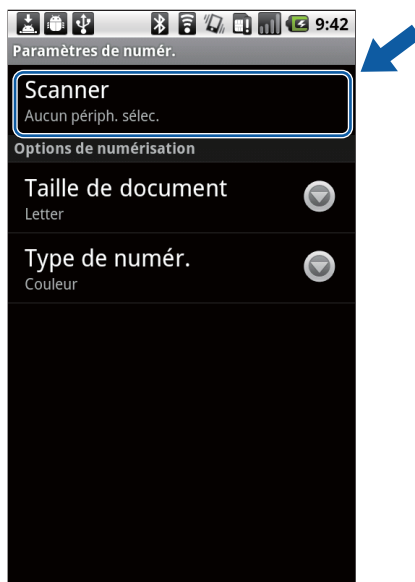 9:42
Paramètres de numér.
Scanner
Aucun périph. sélec.
Options de numérisation
Taille de document
Letter
Type de numér.
Couleur